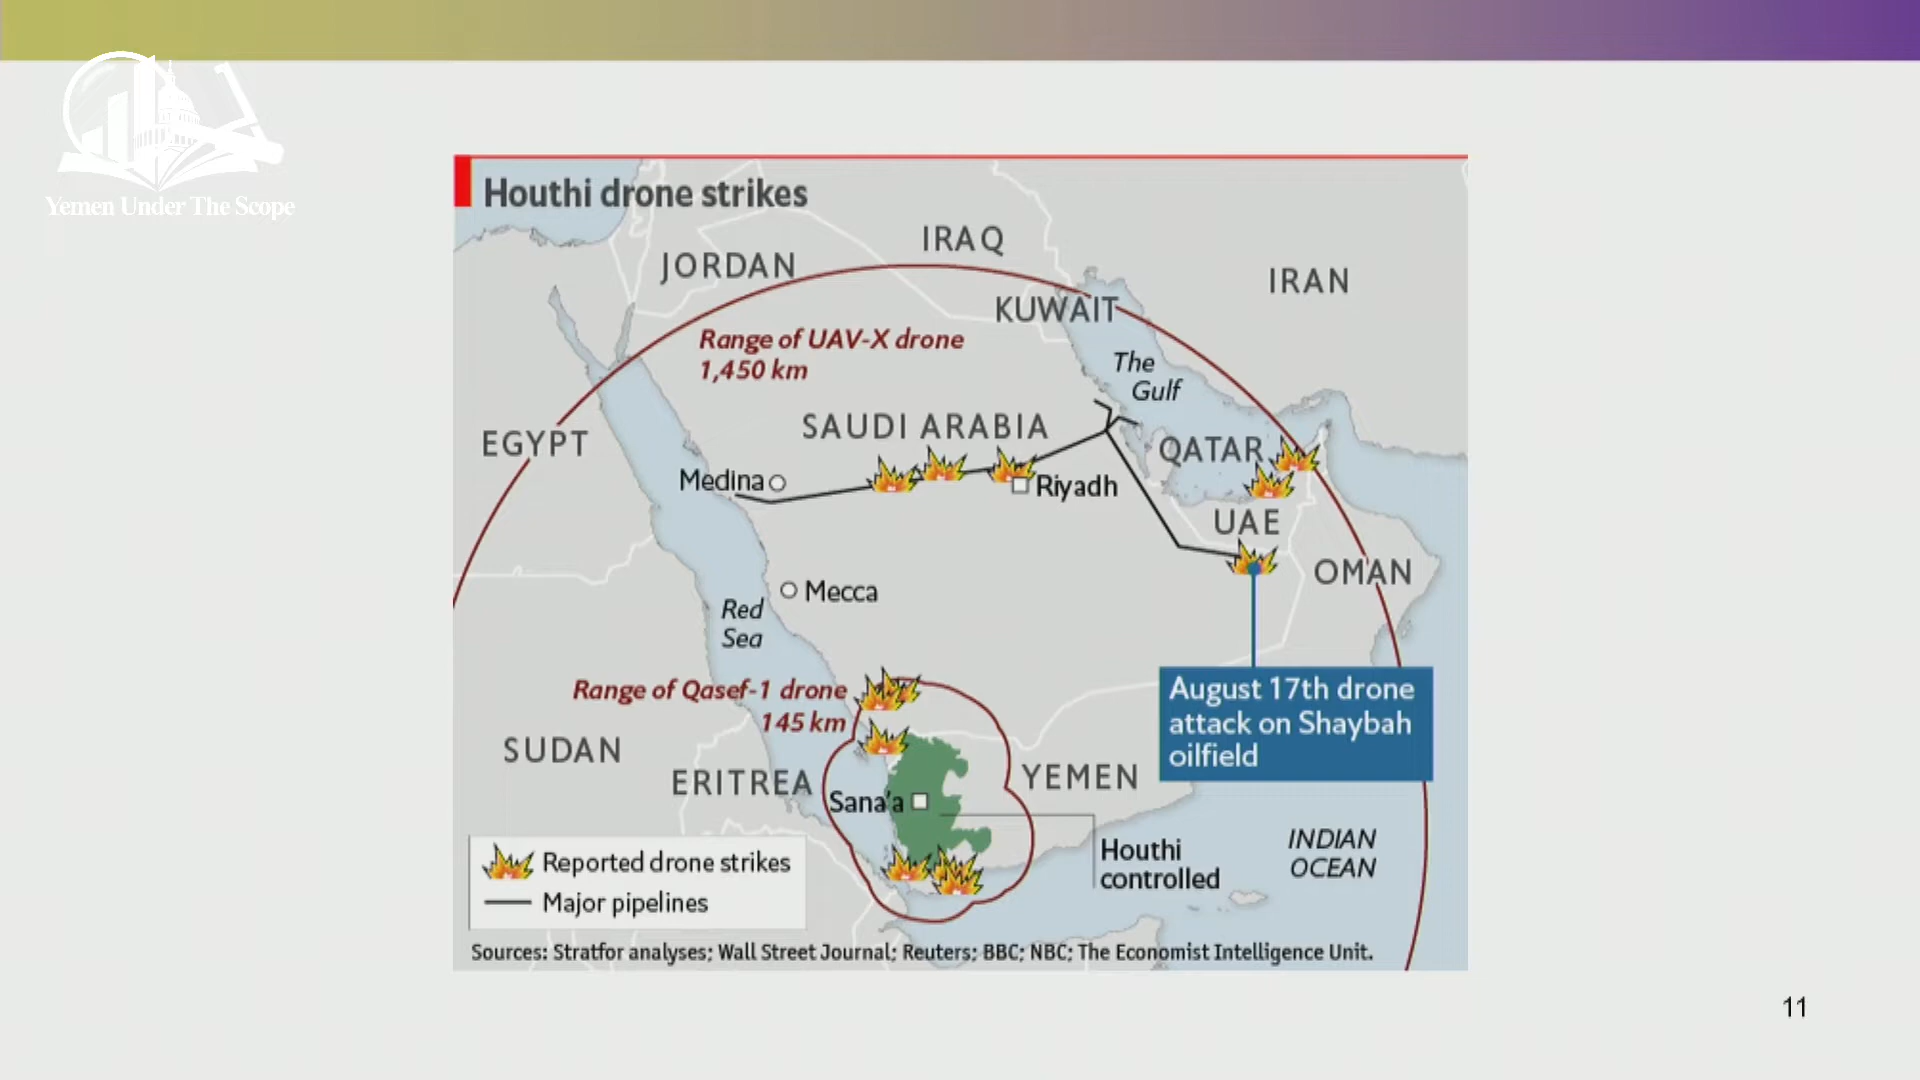 Yemen Under The Scope
Houthi drone strikes
IRAQ
JORDAN
IRAN
KUWAIT
Range of UAV-X drone
1,450 km
The
Gulf
SAUDI ARABIA
EGYPT
QATAR
Medina
Riyadh
UAE
OMAN
Mecca
Red
Sea
August 17th drone
attack on Shaybah
oilfield
Range of Qasef-1 drone
145 km
SUDAN
ERITREA
YEMEN
Sana'a
INDIAN
OCEAN
Houthi
controlled
Reported drone strikes
Major pipelines
Sources: Stratfor analyses; Wall Street Journal; Reuters; BBC; NBC; The Economist Intelligence Unit.
11